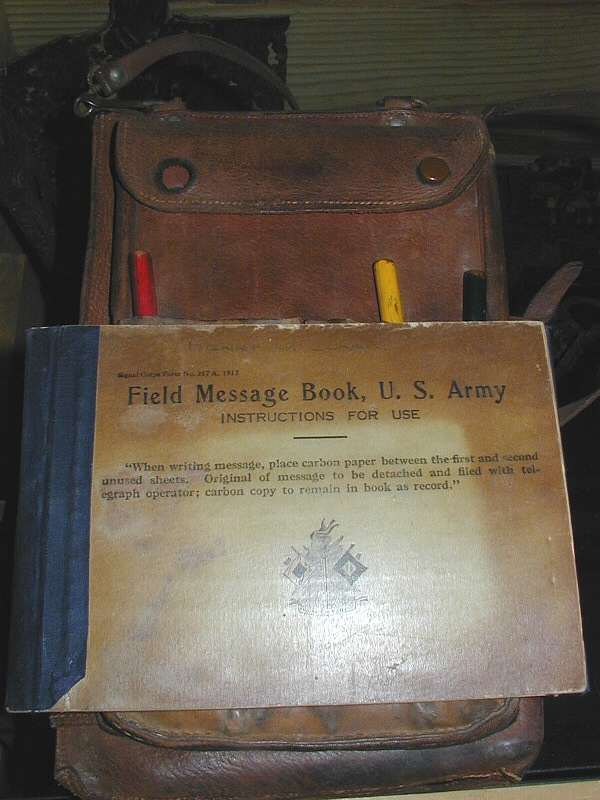 Signal Corps Form No. 217 A, 1912
Field Message Book, U. S. Army
INSTRUCTIONS FOR USE
"When writing message, place carbon paper between the first and second
unused sheets. Original of message to be detached and filed with tel-
egraph operator; carbon copy to remain in book as record."